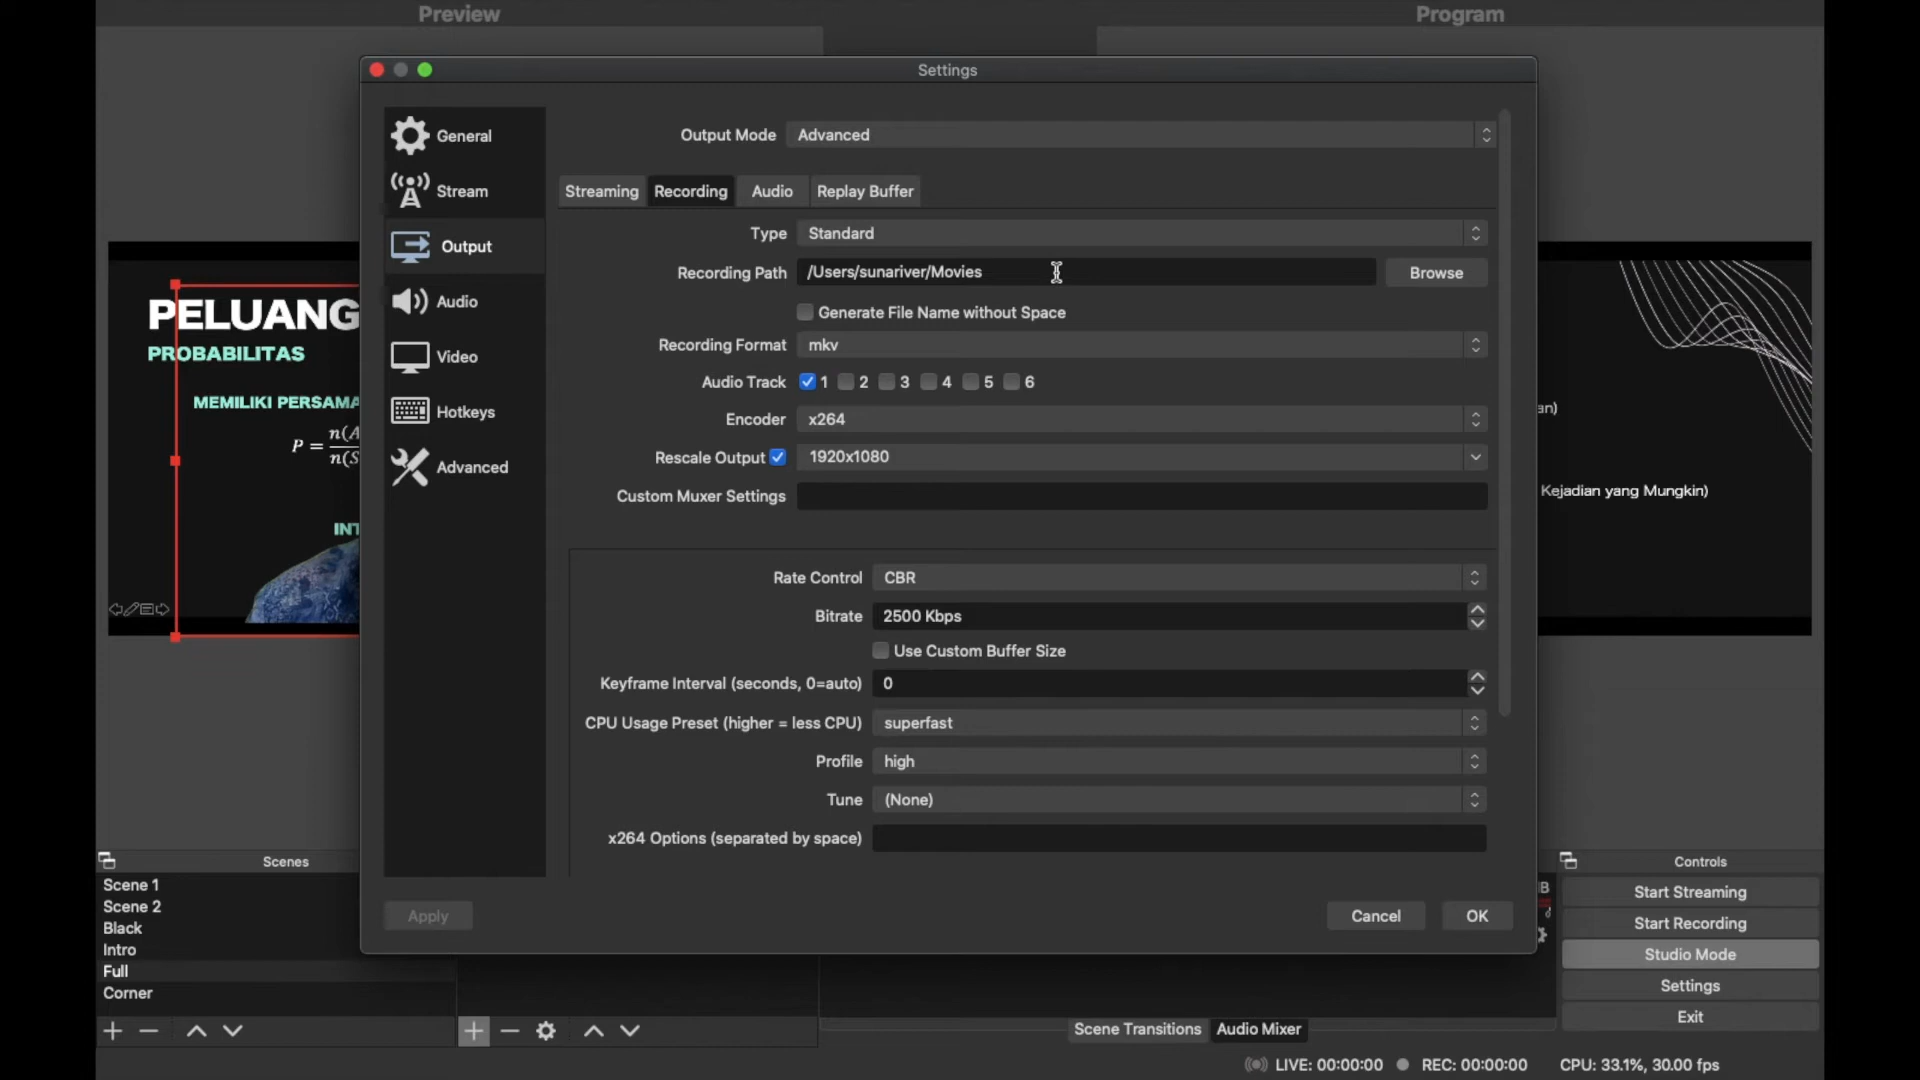 Preview
Program
Settings
General
Stream
Output
Audio
Video
Hotkeys
Advanced
Output Mode Advanced
Streaming Recording Audio Replay Buffer
Type Standard
Recording Path /Users/sunariver/Movies Browse
Generate File Name without Space
Recording Format mkv
Audio Track 1 2 3 4 5 6
Encoder x264
Rescale Output 1920x1080
Custom Muxer Settings
Rate Control CBR
Bitrate 2500 Kbps
Use Custom Buffer Size
Keyframe Interval (seconds, 0=auto) 0
CPU Usage Preset (higher = less CPU) superfast
Profile high
Tune (None)
x264 Options (separated by space)
Apply Cancel OK
PELUANG
PROBABILITAS
MEMILIKI PERSAMA
P = n(A
n(S
INT
an)
Kejadian yang Mungkin)
Scenes
Scene 1
Scene 2
Black
Intro
Full
Corner
Scene Transitions Audio Mixer
Controls
Start Streaming
Start Recording
Studio Mode
Settings
Exit
LIVE: 00:00:00 REC: 00:00:00 CPU: 33.1%, 30.00 fps